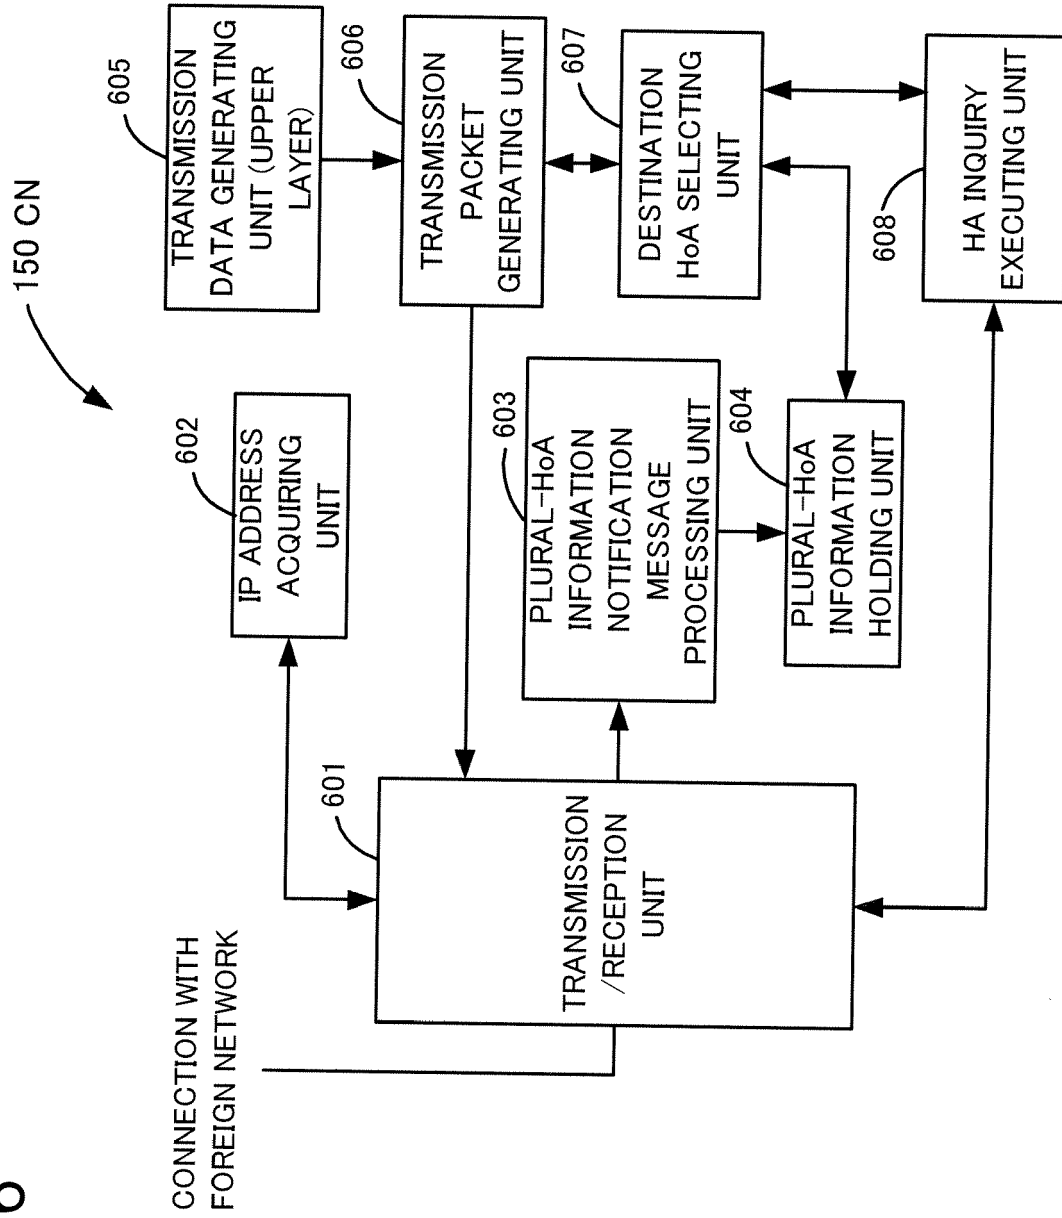 6
150 CN
CONNECTION WITH
FOREIGN NETWORK
601
TRANSMISSION
/RECEPTION
UNIT
602
IP ADDRESS
ACQUIRING
UNIT
603
PLURAL-HoA
INFORMATION
NOTIFICATION
MESSAGE
PROCESSING UNIT
604
PLURAL-HoA
INFORMATION
HOLDING UNIT
605
TRANSMISSION
DATA GENERATING
UNIT (UPPER
LAYER)
606
TRANSMISSION
PACKET
GENERATING UNIT
607
DESTINATION
HoA SELECTING
UNIT
608
HA INQUIRY
EXECUTING UNIT